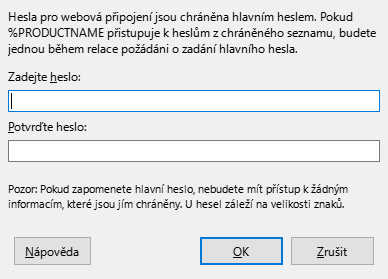 Hesla pro webová připojení jsou chráněna hlavním heslem. Pokud
%PRODUCTNAME přistupuje k heslům z chráněného seznamu, budete
jednou během relace požádáni o zadání hlavního hesla.
Zadejte heslo:
Potvrďte heslo:
Pozor: Pokud zapomenete hlavní heslo, nebudete mít přístup k žádným
informacím, které jsou jím chráněny. U hesel záleží na velikosti znaků.
Nápověda
OK
Zrušit